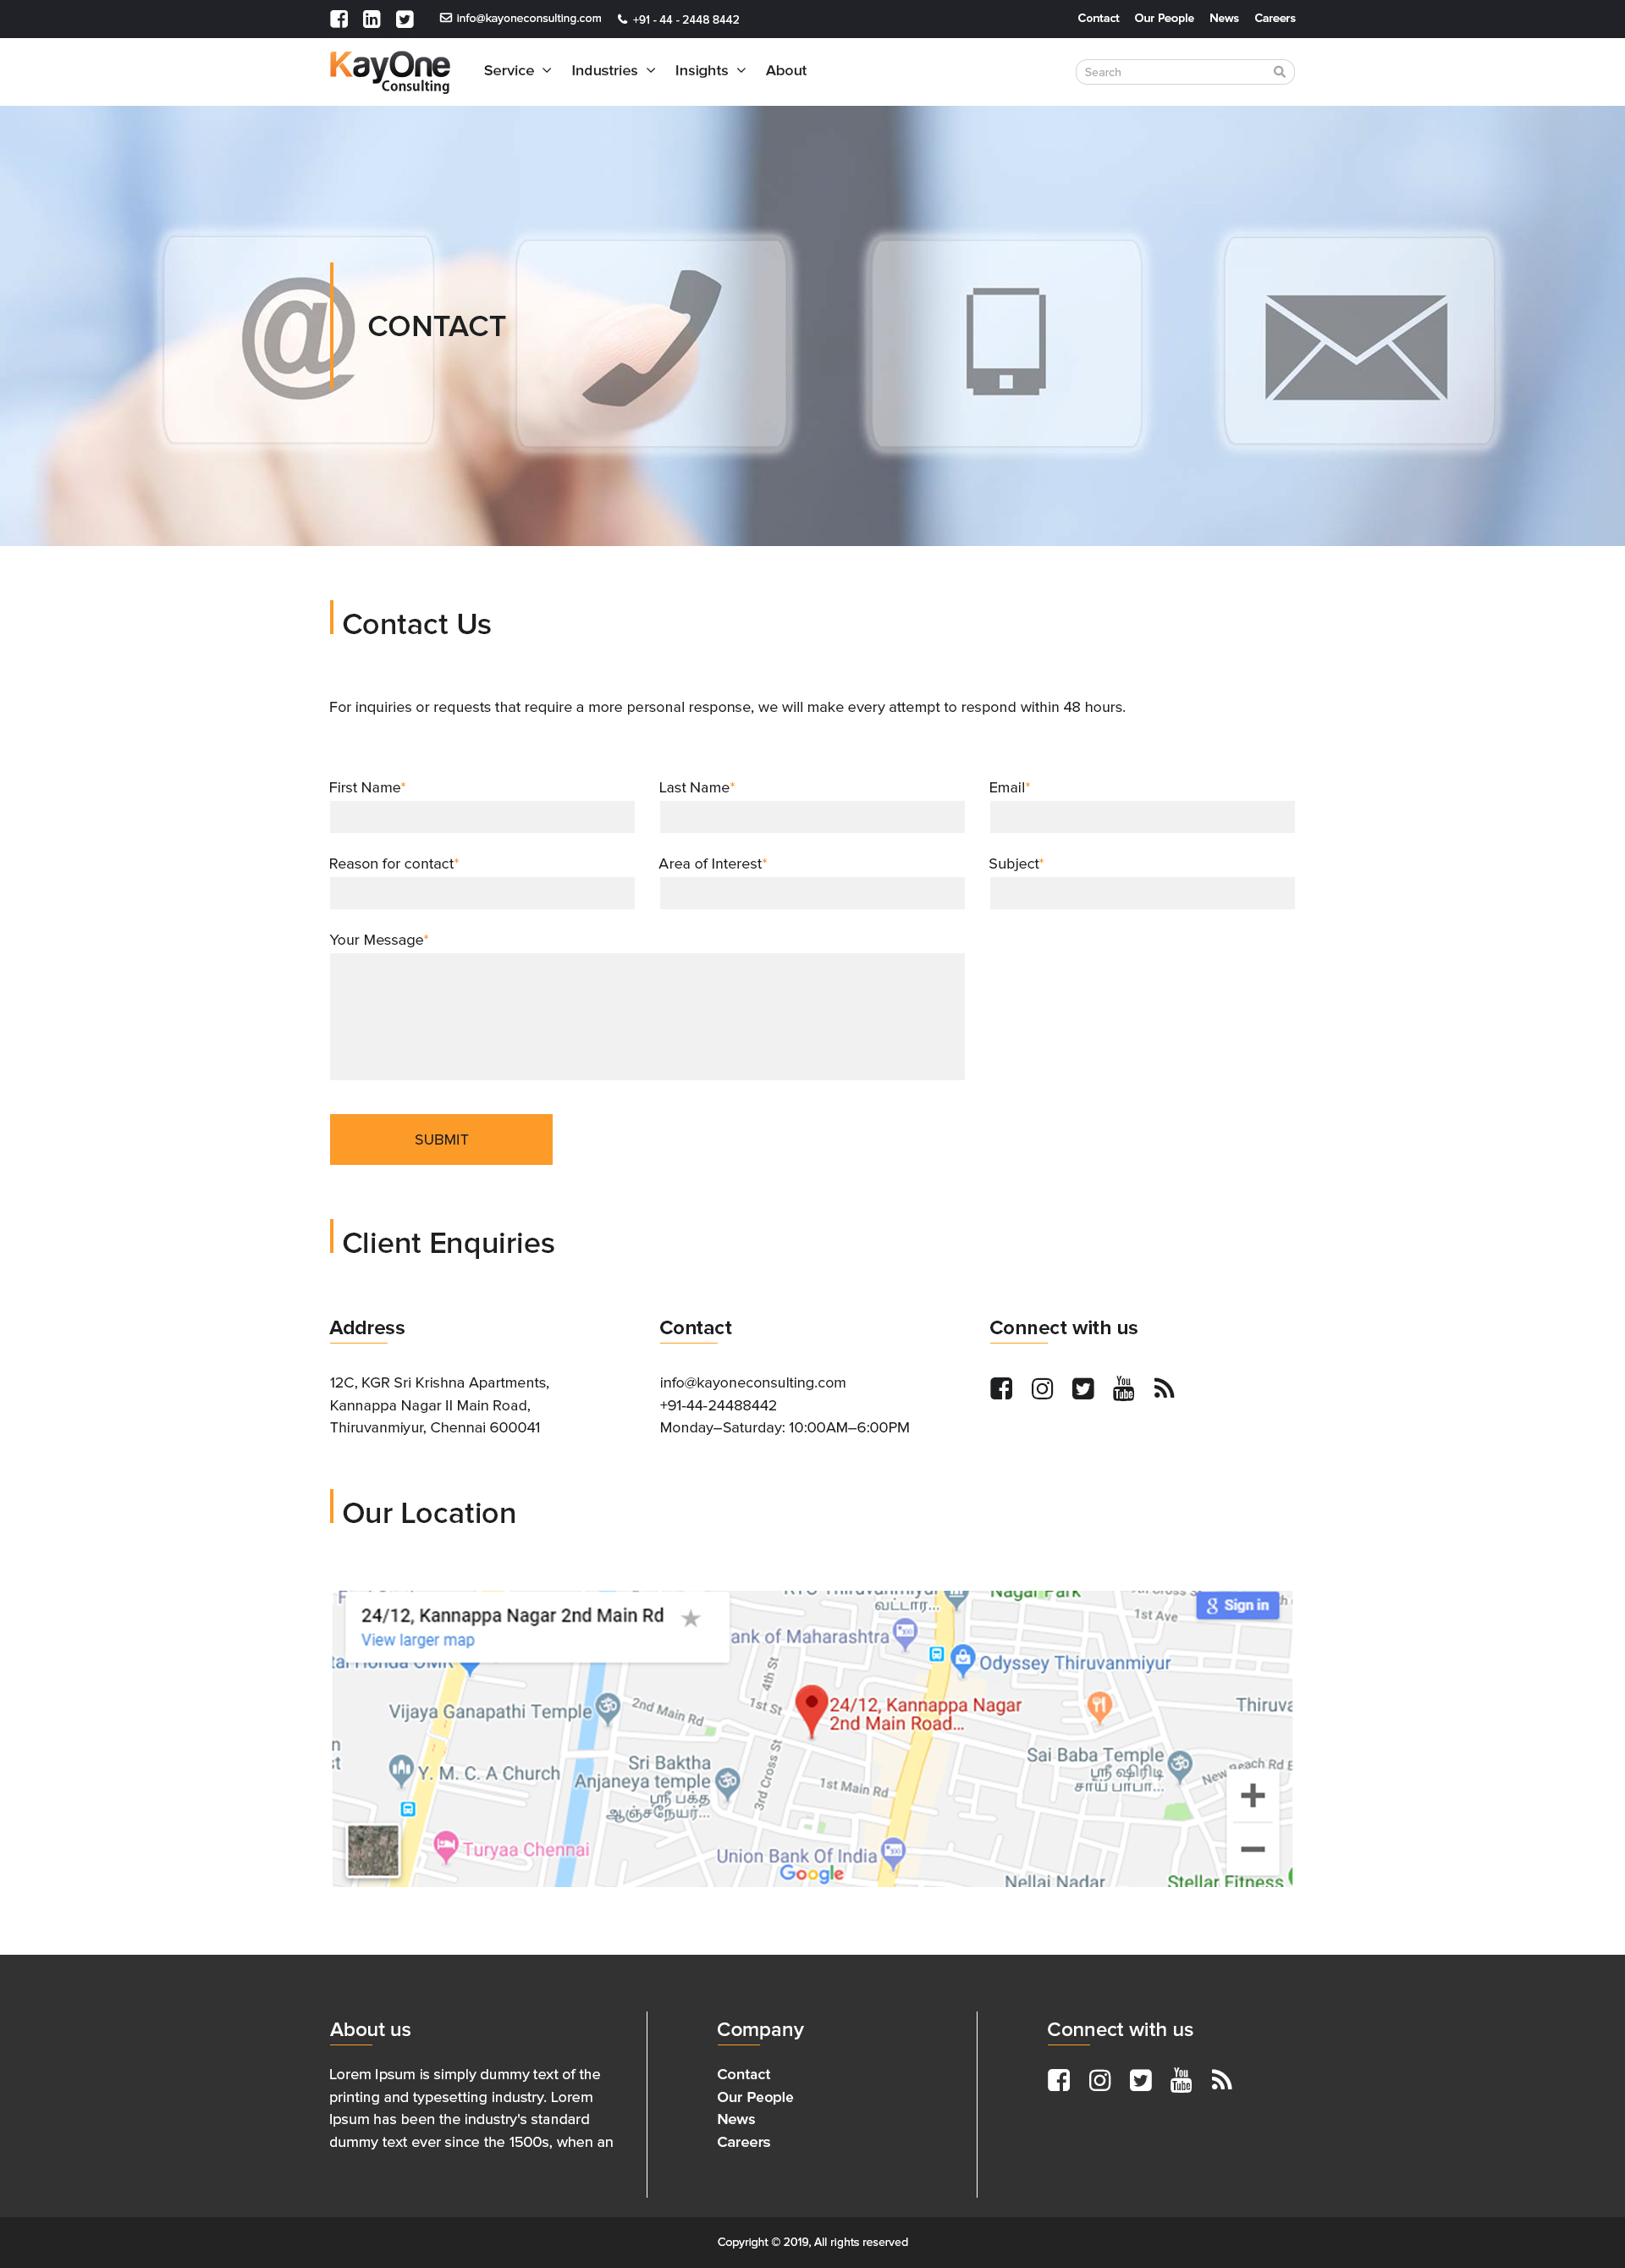 info@kayoneconsulting.com +91 - 44 - 2448 8442 Contact Our People News Careers
KayOne
Consulting
Service Industries Insights About Search
CONTACT
Contact Us
For inquiries or requests that require a more personal response, we will make every attempt to respond within 48 hours.
First Name* Last Name* Email*
Reason for contact* Area of Interest* Subject*
Your Message*
SUBMIT
Client Enquiries
Address Contact Connect with us
12C, KGR Sri Krishna Apartments,
Kannappa Nagar II Main Road,
Thiruvanmiyur, Chennai 600041
info@kayoneconsulting.com
+91-44-24488442
Monday–Saturday: 10:00AM–6:00PM
You
Tube
Our Location
24/12, Kannappa Nagar 2nd Main Rd
View larger map
Nagar Park
வட்டார...
1st Ave
Sign in
ank of Maharashtra
Odyssey Thiruvanmiyur
4th St
1st St
Vijaya Ganapathi Temple
2nd Main Rd
24/12, Kannappa Nagar
2nd Main Road...
Thiruva
Sri Baktha
Anjaneya temple
ஸ்ரீ பக்த
ஆஞ்சநேயர்...
Y. M. C. A Church
3rd Cross St
1st Main Rd
Sai Baba Temple
ஸ்ரீ ஷிரிடி
சாய் பாபா...
Turyaa Chennai
Union Bank Of India
Google
Nellai Nadar
Stellar Fitness
About us
Lorem Ipsum is simply dummy text of the
printing and typesetting industry. Lorem
Ipsum has been the industry's standard
dummy text ever since the 1500s, when an
Company
Contact
Our People
News
Careers
Connect with us
You
Tube
Copyright © 2019, All rights reserved